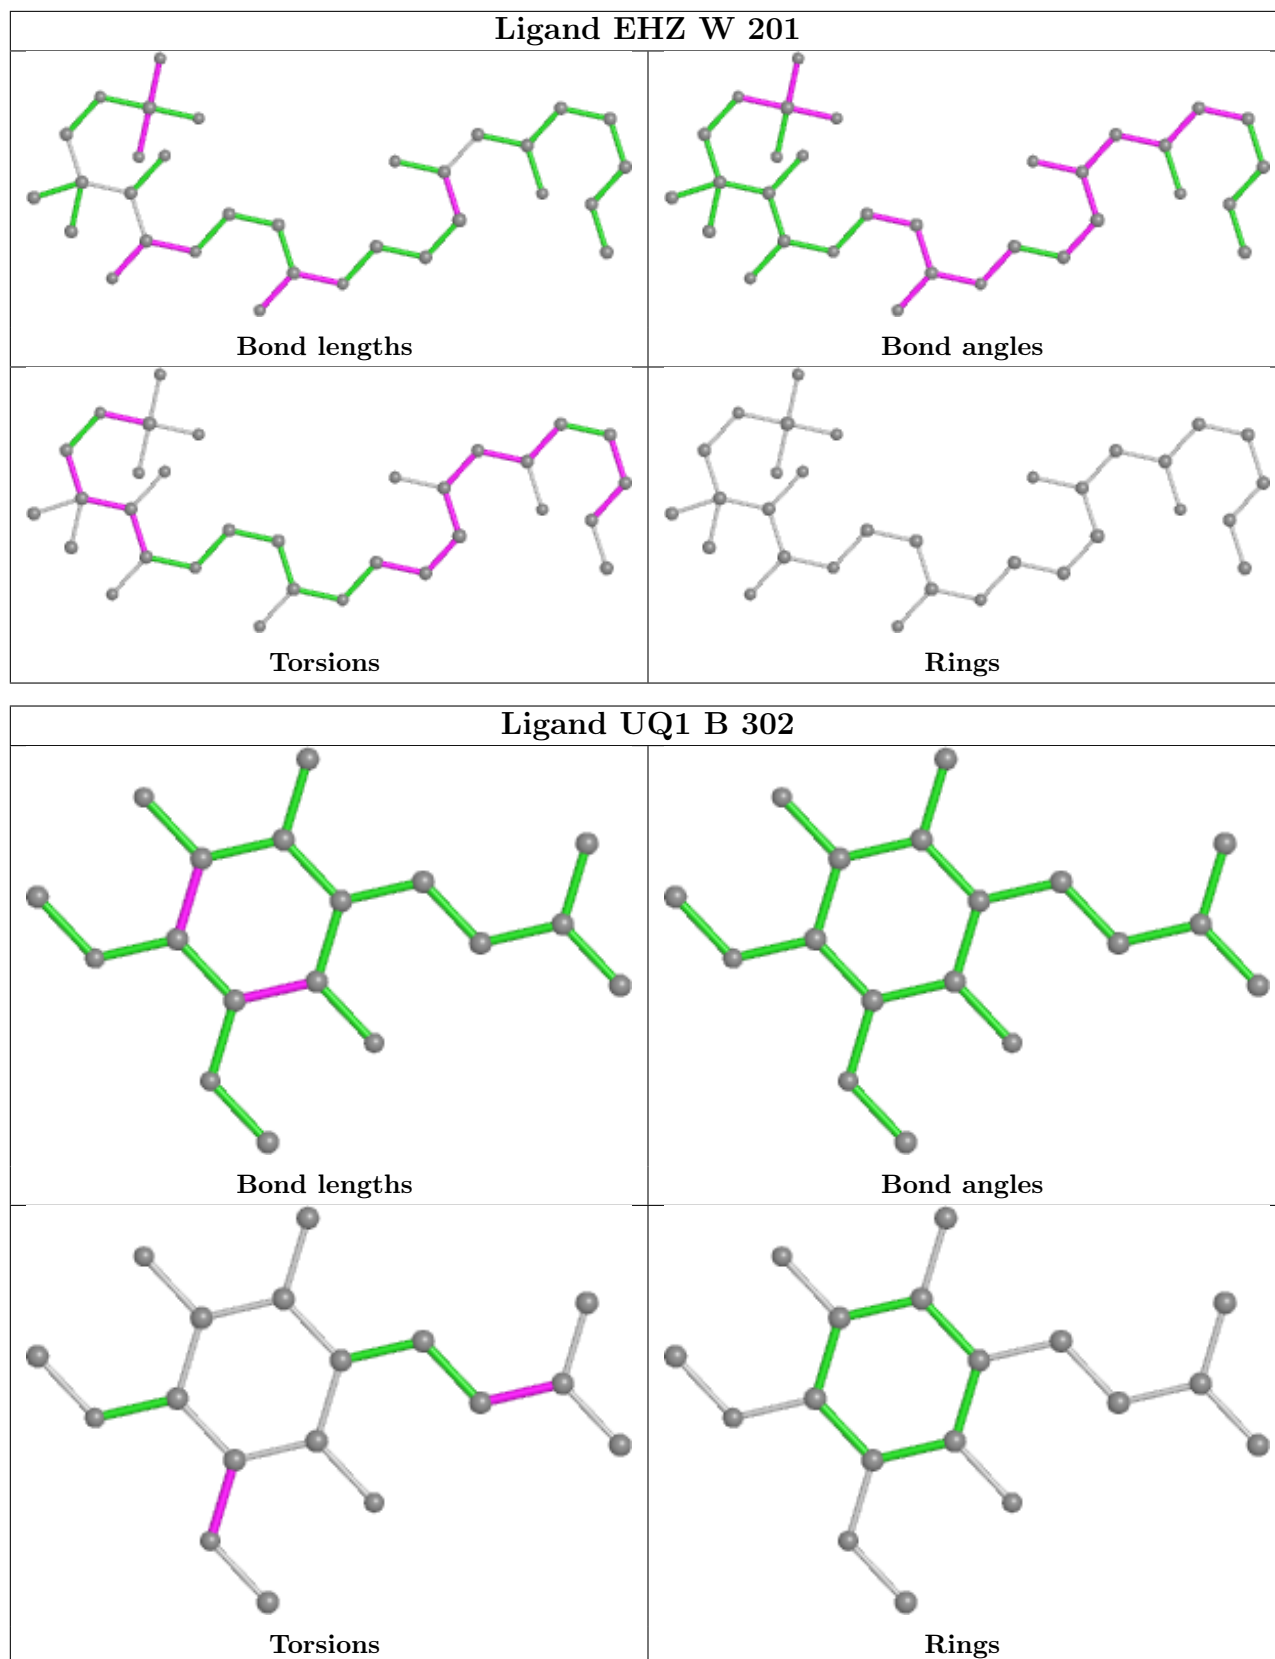 Ligand EHZ W 201
Bond lengths
Bond angles
Torsions
Rings
Ligand UQ1 B 302
Bond lengths
Bond angles
Torsions
Rings